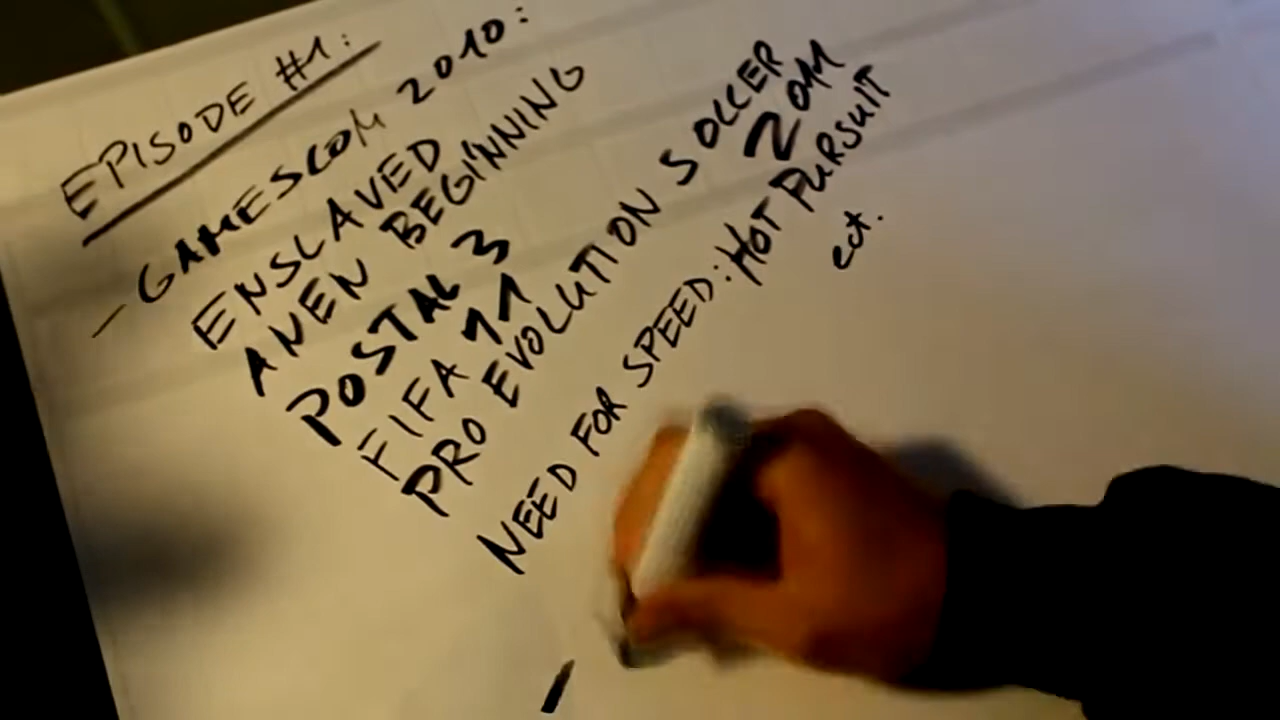 EPISODE #1:
- GAMESCOM 2010:
ENSLAVED
ANEN BEGINNING
POSTAL 3
FIFA 11
PRO EVOLUTION SOCCER
2011
NEED FOR SPEED: HOT PURSUIT
ect.